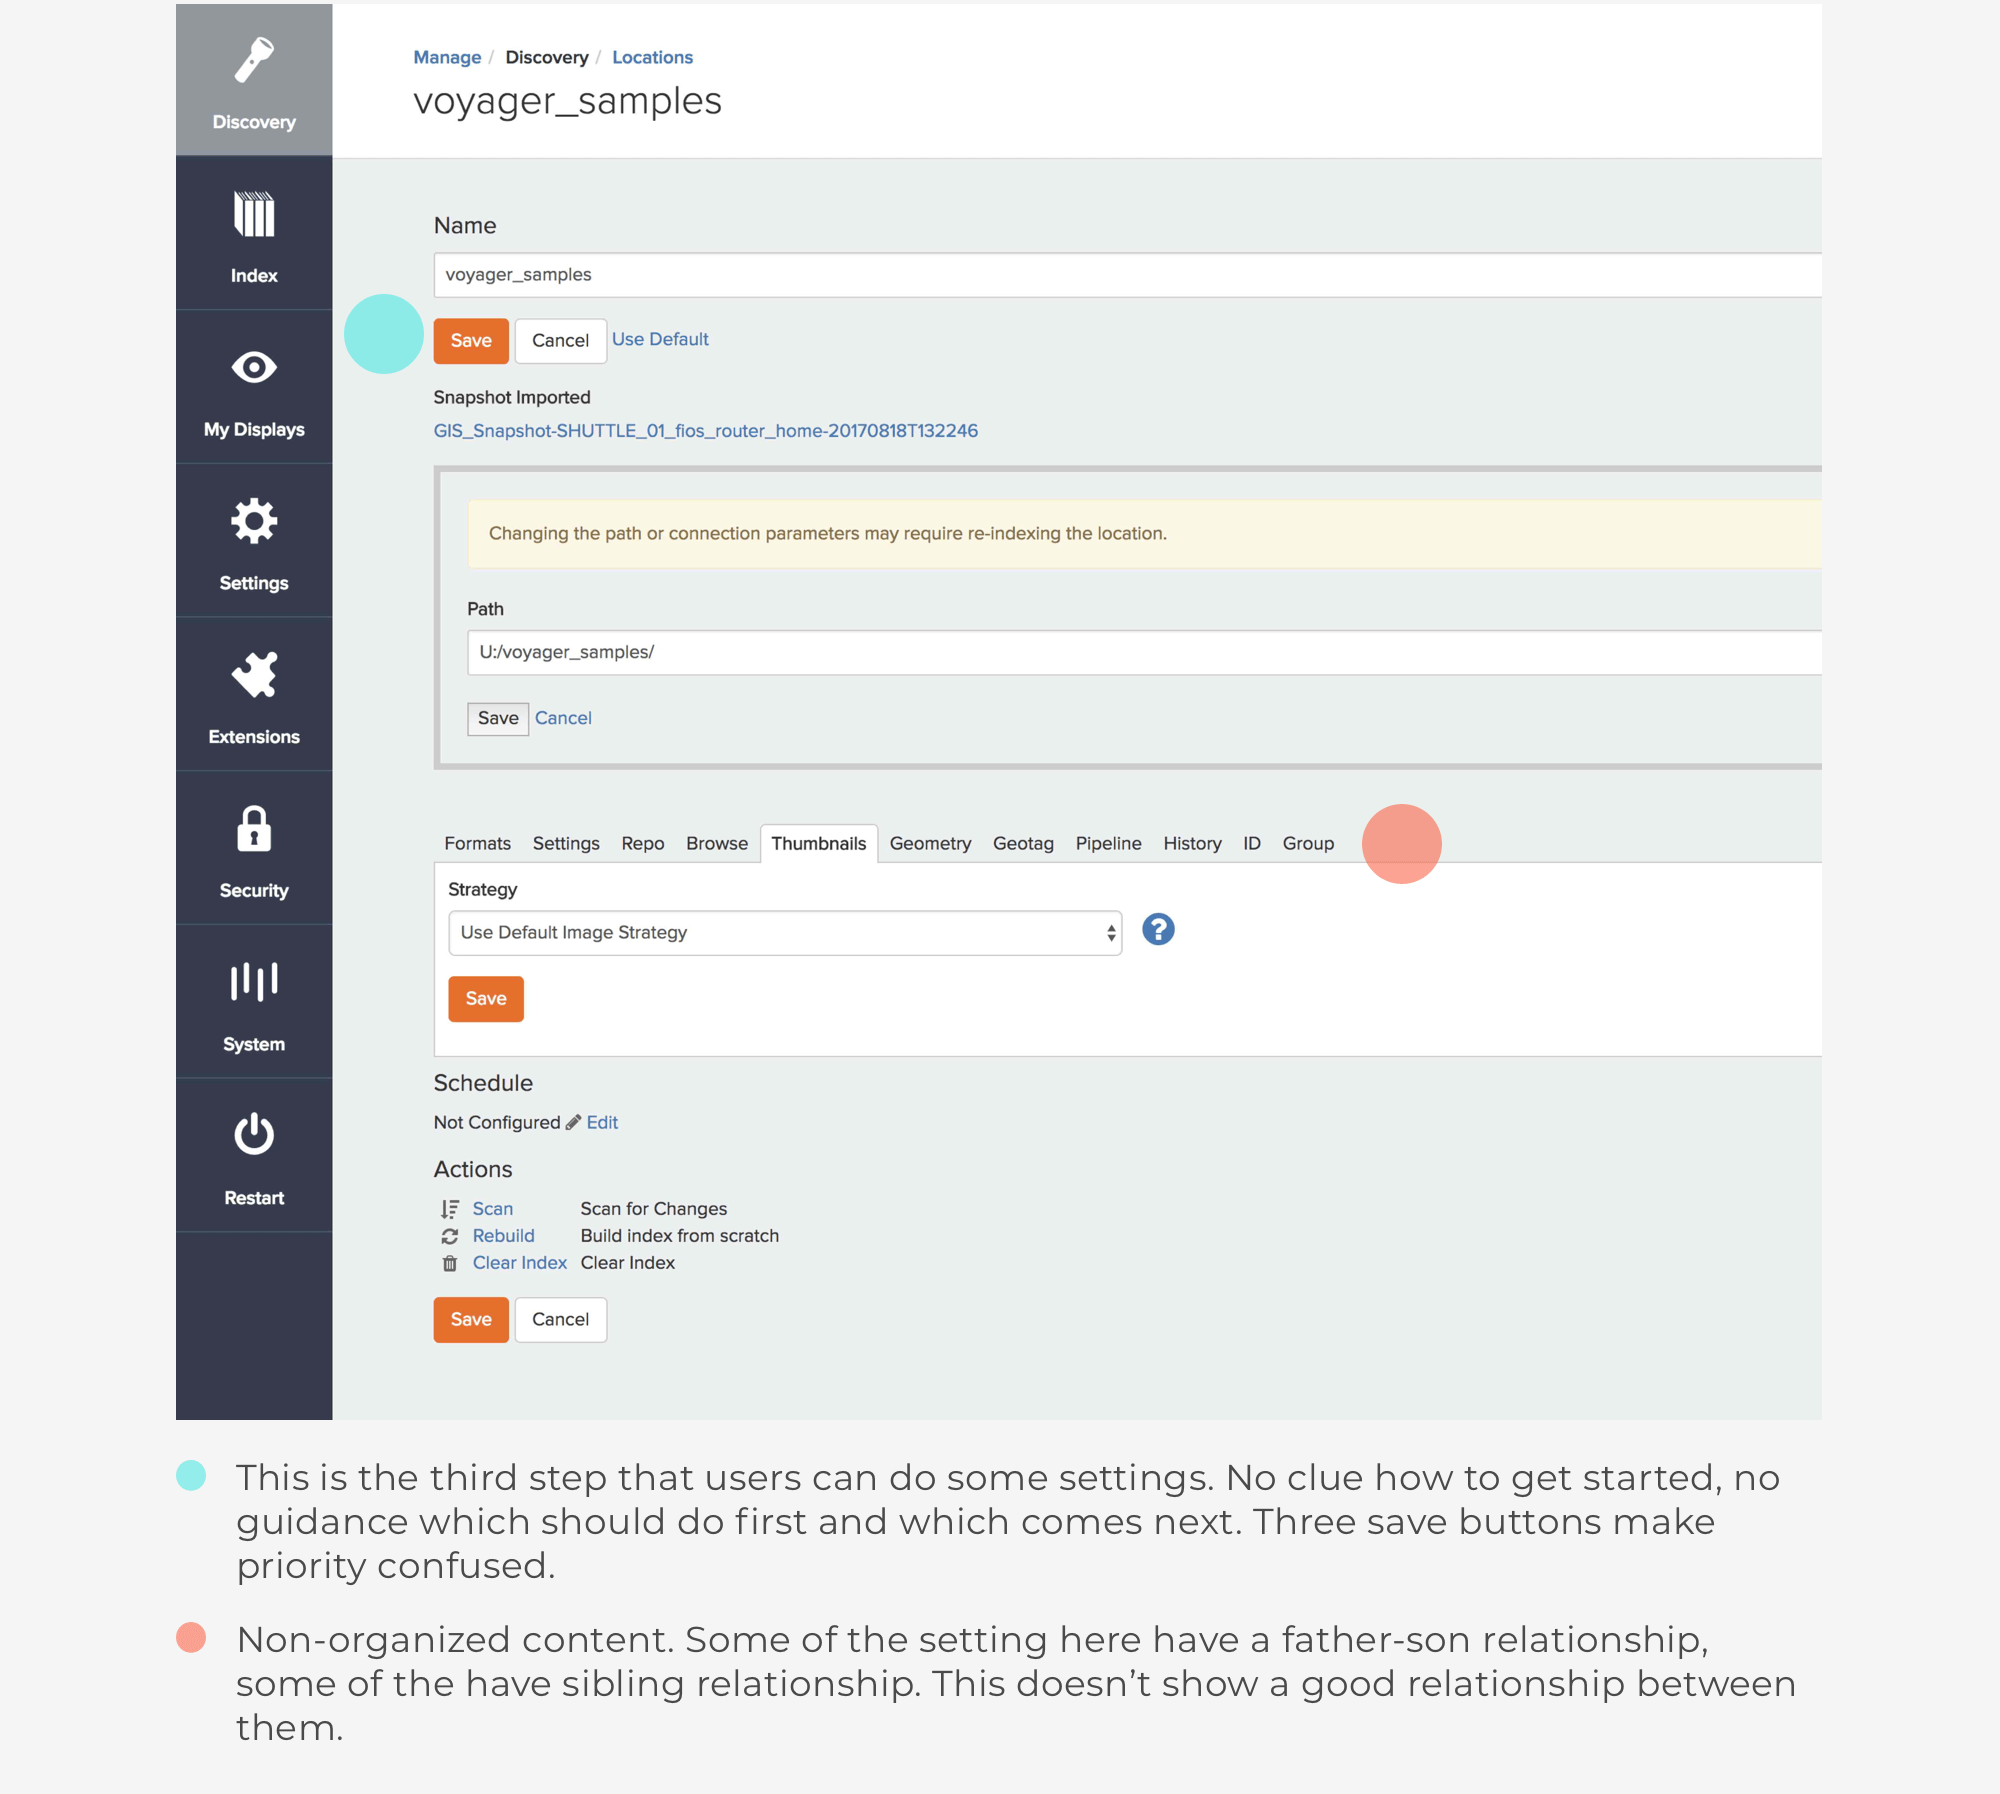 Discovery
Index
My Displays
Settings
Extensions
Security
System
Restart
Manage / Discovery / Locations
voyager_samples
Name
voyager_samples
Save Cancel Use Default
Snapshot Imported
GIS_Snapshot-SHUTTLE_01_fios_router_home-20170818T132246
Changing the path or connection parameters may require re-indexing the location.
Path
U:/voyager_samples/
Save Cancel
Formats Settings Repo Browse Thumbnails Geometry Geotag Pipeline History ID Group
Strategy
Use Default Image Strategy ?
Save
Schedule
Not Configured Edit
Actions
Scan Scan for Changes
Rebuild Build index from scratch
Clear Index Clear Index
Save Cancel
This is the third step that users can do some settings. No clue how to get started, no
guidance which should do first and which comes next. Three save buttons make
priority confused.
Non-organized content. Some of the setting here have a father-son relationship,
some of the have sibling relationship. This doesn’t show a good relationship between
them.